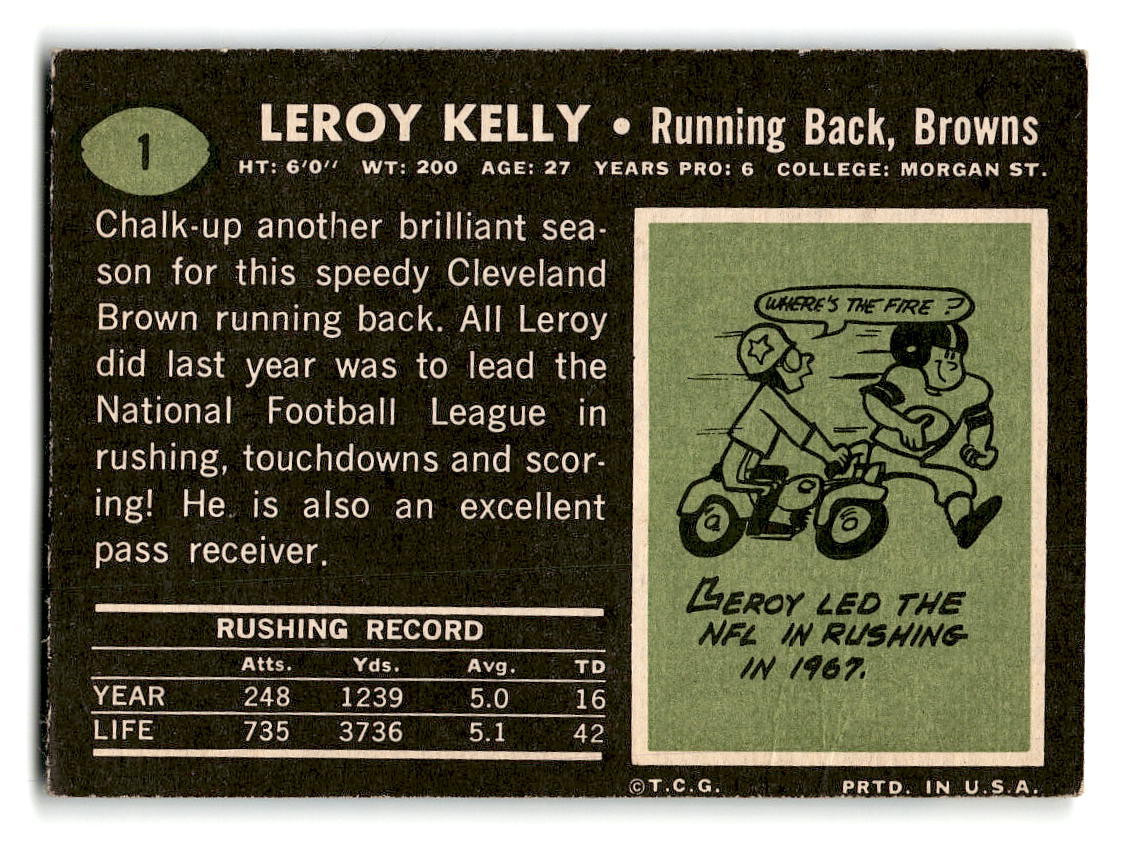 1
LEROY KELLY • Running Back, Browns
HT: 6'0'' WT: 200 AGE: 27 YEARS PRO: 6 COLLEGE: MORGAN ST.
Chalk-up another brilliant sea-
son for this speedy Cleveland
Brown running back. All Leroy
did last year was to lead the
National Football League in
rushing, touchdowns and scor-
ing! He is also an excellent
pass receiver.
RUSHING RECORD
Atts. Yds. Avg. TD
YEAR 248 1239 5.0 16
LIFE 735 3736 5.1 42
WHERE'S THE FIRE?
LEROY LED THE
NFL IN RUSHING
IN 1967.
©T.C.G. PRTD. IN U.S.A.